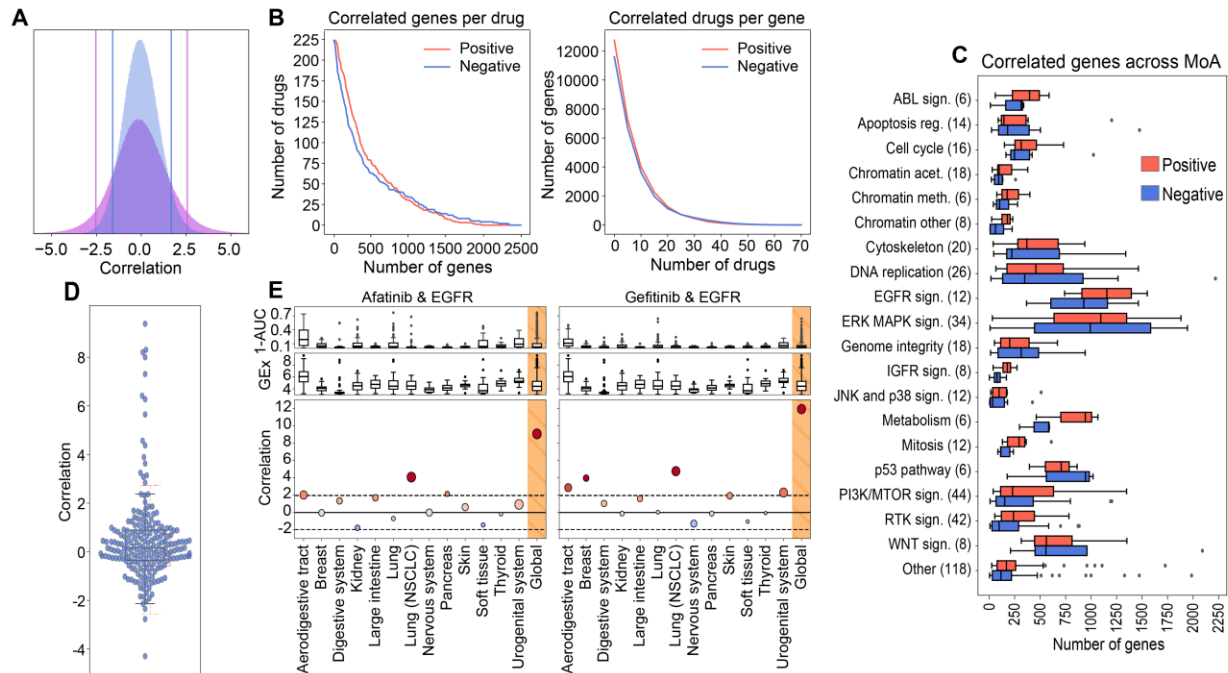 A
-5.0 -2.5 0.0 2.5 5.0
Correlation
B
Correlated genes per drug
Positive
Negative
225
200
175
150
125
100
75
50
25
0
Number of drugs
0 500 1000 1500 2000 2500
Number of genes
Correlated drugs per gene
Positive
Negative
12000
10000
8000
6000
4000
2000
0
Number of genes
0 10 20 30 40 50 60 70
Number of drugs
C
Correlated genes across MoA
Positive
Negative
ABL sign. (6)
Apoptosis reg. (14)
Cell cycle (16)
Chromatin acet. (18)
Chromatin meth. (6)
Chromatin other (8)
Cytoskeleton (20)
DNA replication (26)
EGFR sign. (12)
ERK MAPK sign. (34)
Genome integrity (18)
IGFR sign. (8)
JNK and p38 sign. (12)
Metabolism (6)
Mitosis (12)
p53 pathway (6)
PI3K/MTOR sign. (44)
RTK sign. (42)
WNT sign. (8)
Other (118)
0 250 500 750 1000 1250 1500 1750 2000 2250
Number of genes
D
8
6
4
2
0
-2
-4
Correlation
E
Afatinib & EGFR
Gefitinib & EGFR
1-AUC
0.7
0.4
0.1
GEx
8
6
4
Correlation
12
10
8
6
4
2
2
0
-2
Aerodigestive tract
Breast
Digestive system
Kidney
Large intestine
Lung
Lung (NSCLC)
Nervous system
Pancreas
Skin
Soft tissue
Thyroid
Urogenital system
Global
Aerodigestive tract
Breast
Digestive system
Kidney
Large intestine
Lung
Lung (NSCLC)
Nervous system
Pancreas
Skin
Soft tissue
Thyroid
Urogenital system
Global